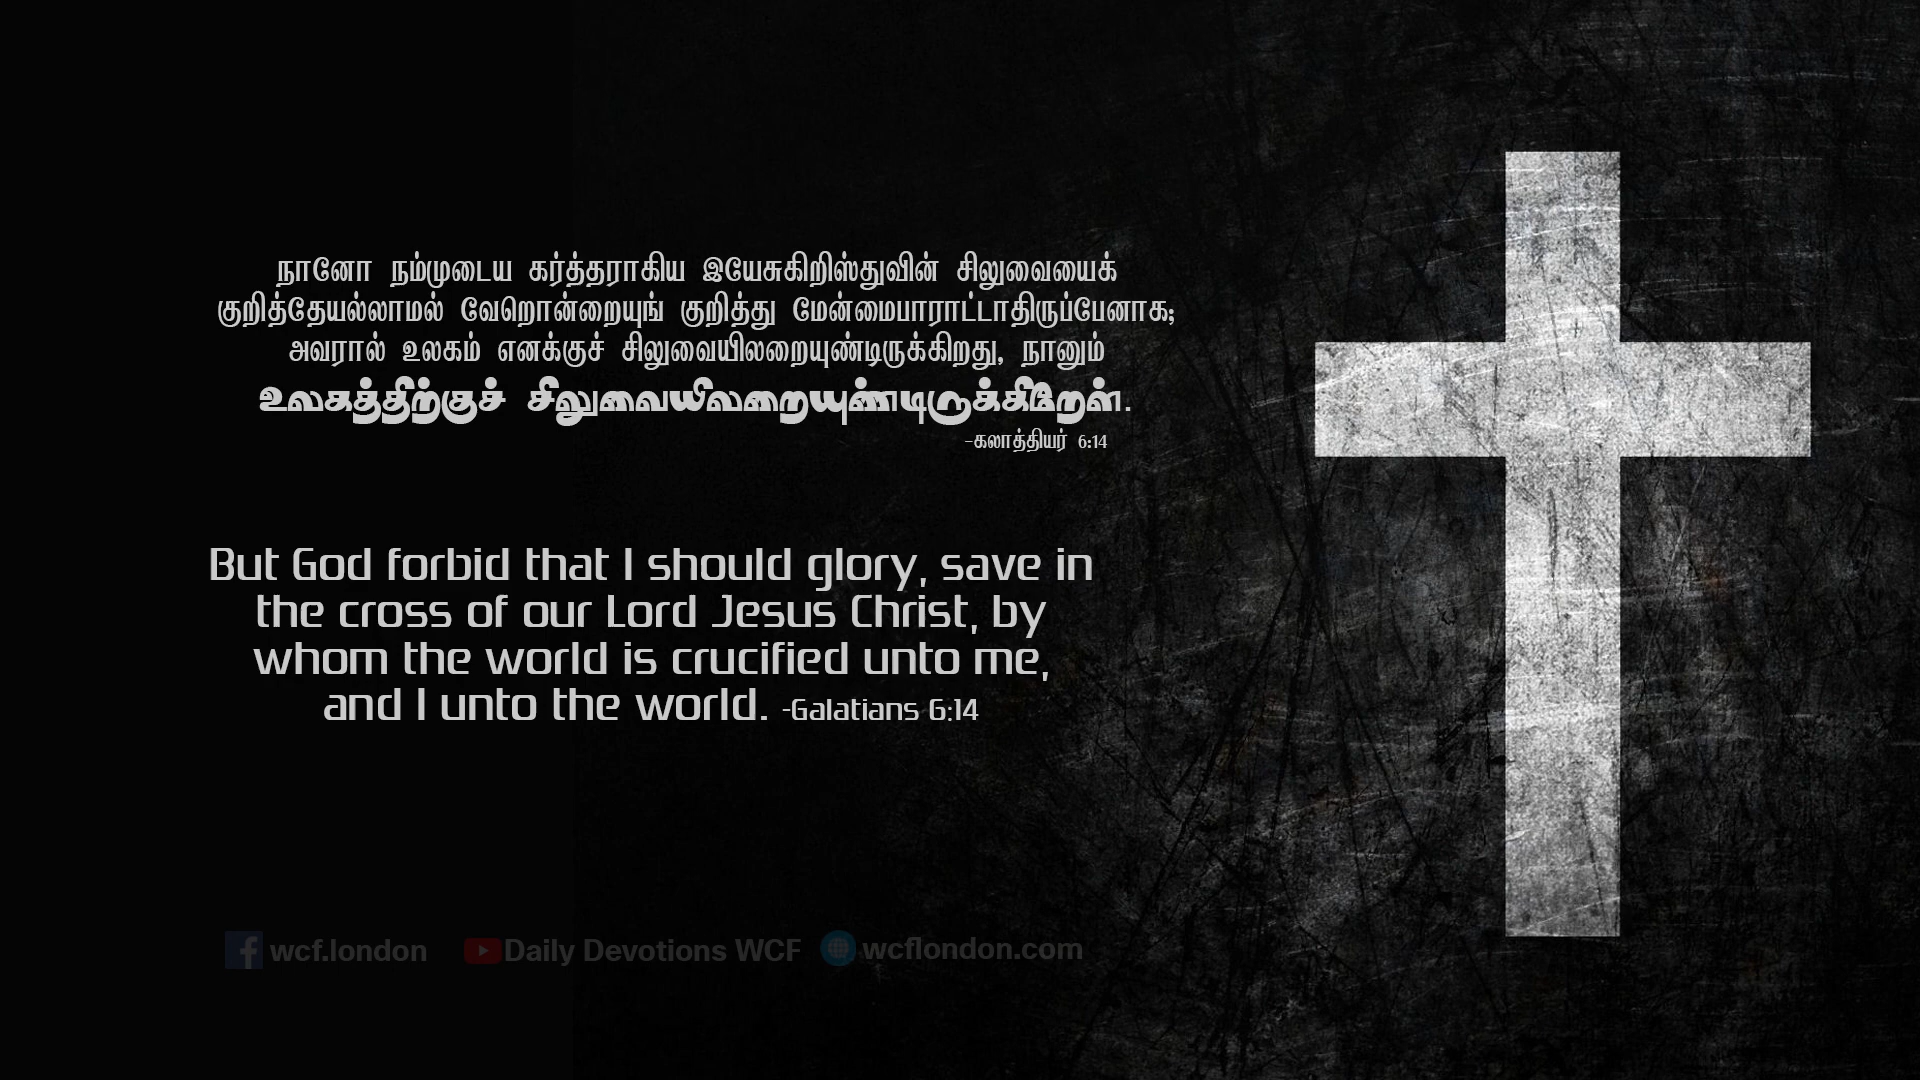 நானோ நம்முடைய கர்த்தராகிய இயேசுகிறிஸ்துவின் சிலுவையைக்
குறித்தேயல்லாமல் வேறொன்றையுங் குறித்து மேன்மைபாராட்டாதிருப்பேனாக;
அவரால் உலகம் எனக்குச் சிலுவையிலறையுண்டிருக்கிறது, நானும்
உலகத்திற்குச் சிலுவையிலறையுண்டிருக்கிறேன்.
-கலாத்தியர் 6:14
But God forbid that I should glory, save in
the cross of our Lord Jesus Christ, by
whom the world is crucified unto me,
and I unto the world. -Galatians 6:14
wcf.london Daily Devotions WCF wcflondon.com